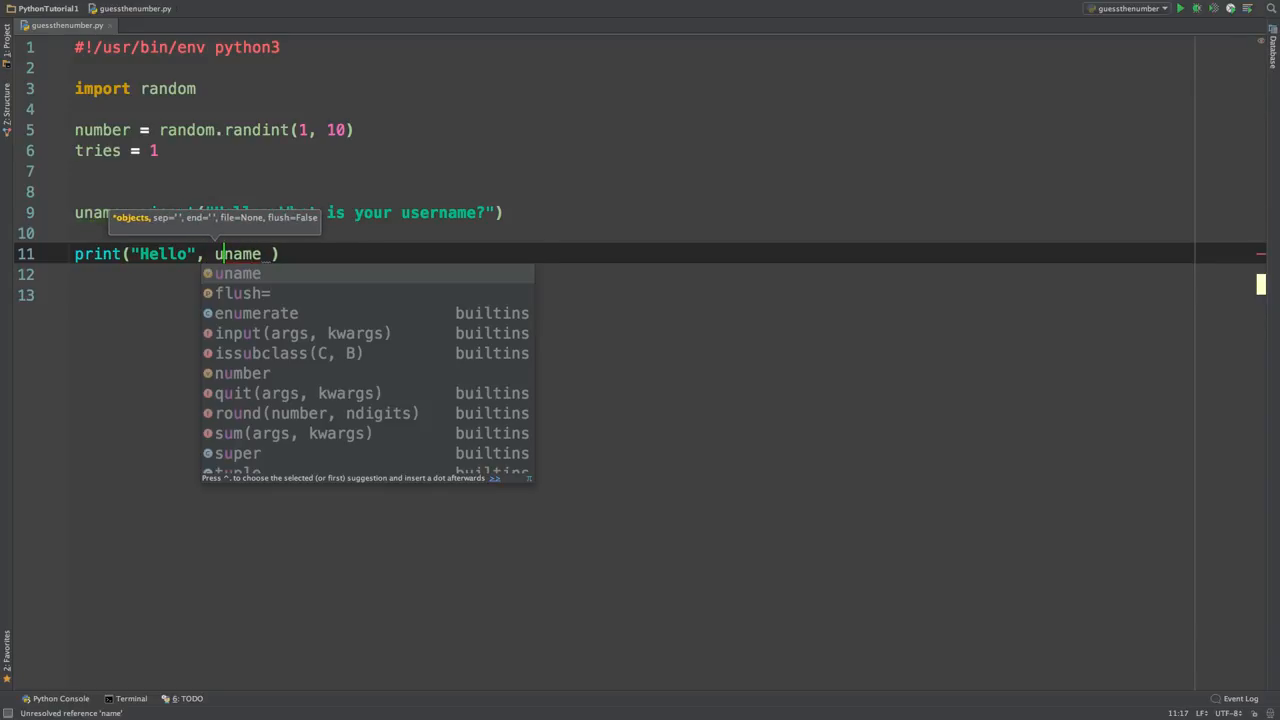 PythonTutorial1 guessthenumber.py guessthenumber
guessthenumber.py
1: Project
Z: Structure
2: Favorites
Database
1 #!/usr/bin/env python3
2
3 import random
4
5 number = random.randint(1, 10)
6 tries = 1
7
8
9 uname is your username?")
*objects, sep=' ', end=' ', file=None, flush=False
10
11 print("Hello", uname _)
12
13
uname
flush=
enumerate builtins
input(args, kwargs) builtins
issubclass(C, B) builtins
number
quit(args, kwargs) builtins
round(number, ndigits) builtins
sum(args, kwargs) builtins
super builtins
tuple builtins
Press ^. to choose the selected (or first) suggestion and insert a dot afterwards >> π
Python Console Terminal 6: TODO Event Log
Unresolved reference 'name' 11:17 LF÷ UTF-8÷